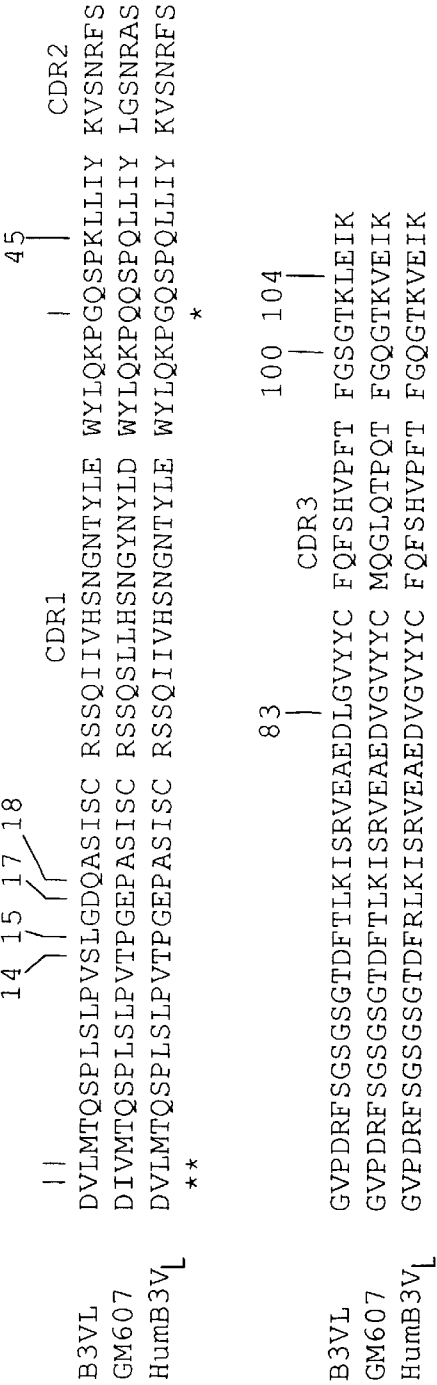 14 15 17 18 45
CDR1 CDR2
B3VL DVLMTQSPLSLPVSLGDQASISC RSSQIIVHSNGNTYLE WYLQKPGQSPKLLIY KVSNRFS
GM607 DIVMTQSPLSLPVTPGEPASISC RSSQSLLHSNGYNYLD WYLQKPQQSPQLLIY LGSNRAS
HumB3VL DVLMTQSPLSLPVTPGEPASISC RSSQIIVHSNGNTYLE WYLQKPGQSPQLLIY KVSNRFS
** *
83 100 104
CDR3
B3VL GVPDRFSGSGSGTDFTLKISRVEAEDLGVYYC FQFSHVPFT FGSGTKLEIK
GM607 GVPDRFSGSGSGTDFTLKISRVEAEDVGVYYC MQGLQTPQT FGQGTKVEIK
HumB3VL GVPDRFSGSGSGTDFRLKISRVEAEDVGVYYC FQFSHVPFT FGQGTKVEIK